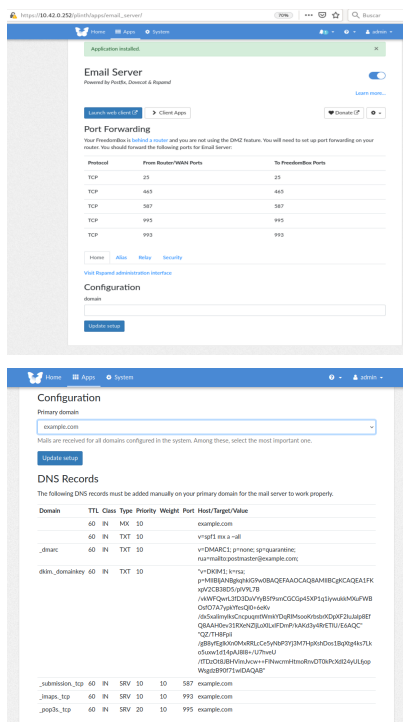 https://10.42.0.252/plinth/apps/email_server/ 70% Buscar
Home Apps System admin
Application installed. ×
Email Server
Powered by Postfix, Dovecot & Rspamd
Learn more...
Launch web client Client Apps Donate
Port Forwarding
Your FreedomBox is behind a router and you are not using the DMZ feature. You will need to set up port forwarding on your
router. You should forward the following ports for Email Server:
Protocol From Router/WAN Ports To FreedomBox Ports
TCP 25 25
TCP 465 465
TCP 587 587
TCP 995 995
TCP 993 993
Home Alias Relay Security
Visit Rspamd administration interface
Configuration
domain
Update setup
Home Apps System admin
Configuration
Primary domain
example.com
Mails are received for all domains configured in the system. Among these, select the most important one.
Update setup
DNS Records
The following DNS records must be added manually on your primary domain for the mail server to work properly.
Domain TTL Class Type Priority Weight Port Host/Target/Value
60 IN MX 10 example.com
60 IN TXT 10 v=spf1 mx a ~all
_dmarc 60 IN TXT 10 v=DMARC1; p=none; sp=quarantine;
rua=mailto:postmaster@example.com;
dkim._domainkey 60 IN TXT 10 "v=DKIM1; k=rsa;
_submission._tcp 60 IN SRV 10 10 587 example.com
_imaps._tcp 60 IN SRV 10 10 993 example.com
_pop3s._tcp 60 IN SRV 20 10 995 example.com